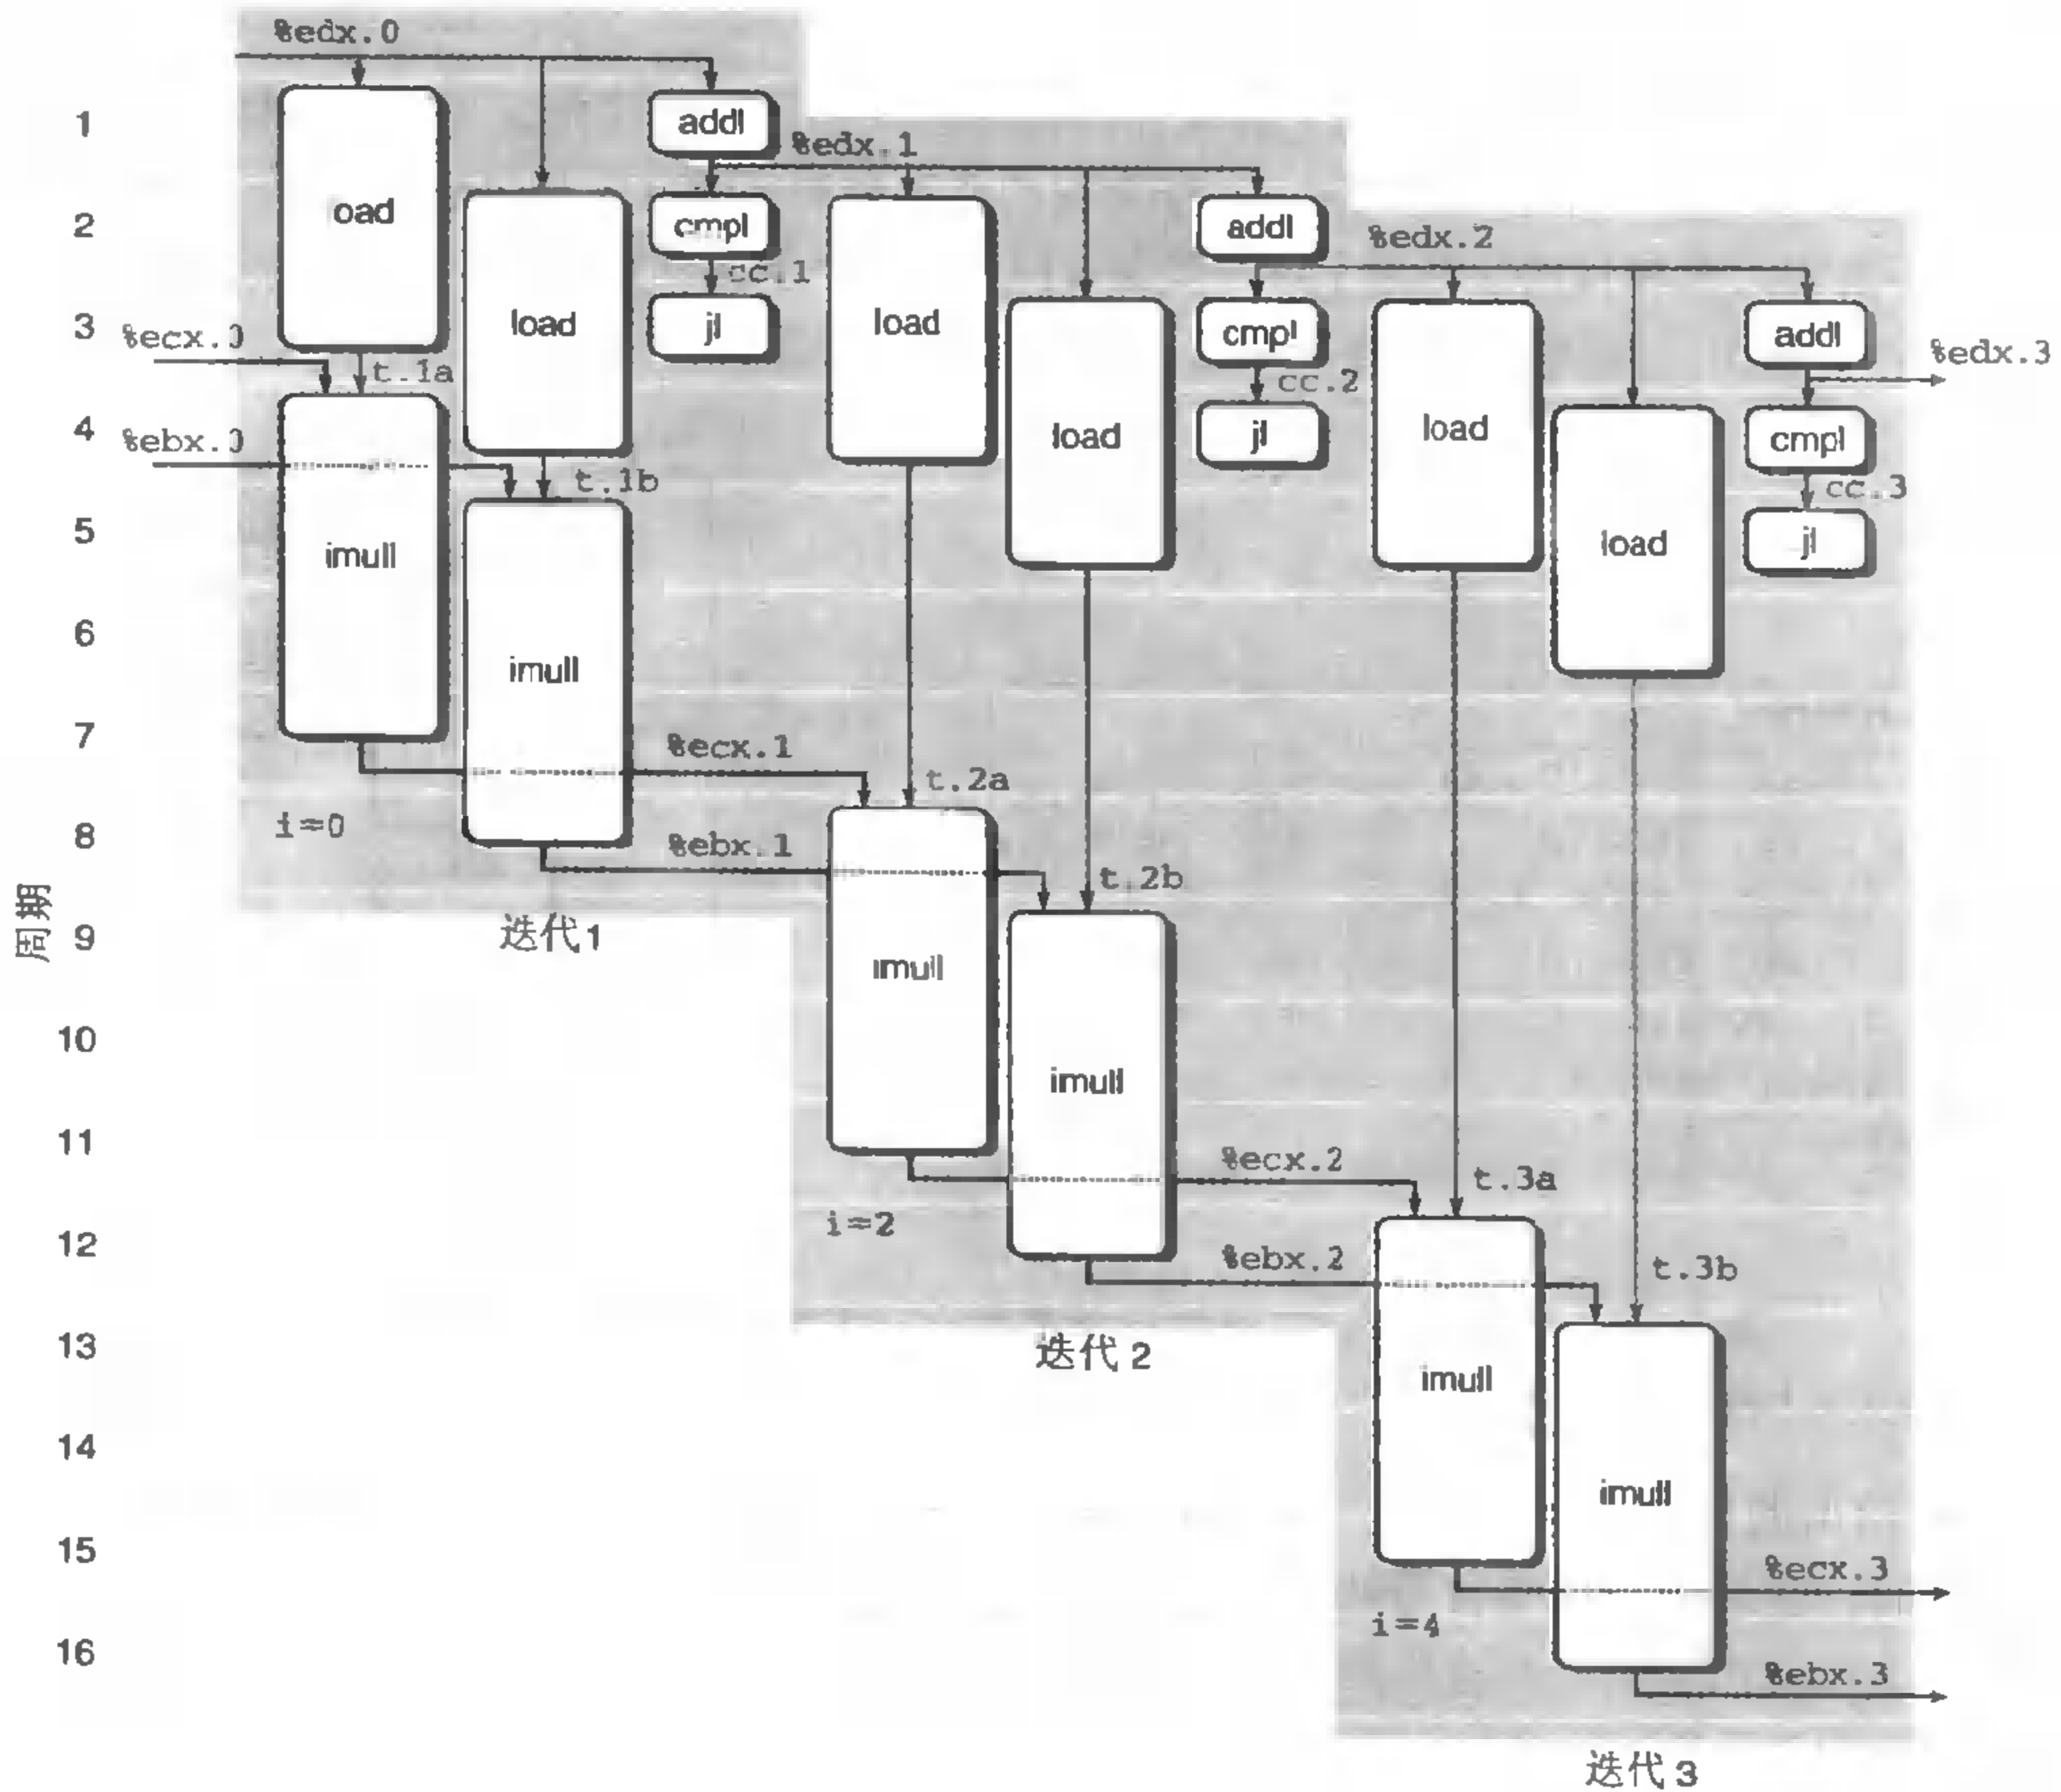 %edx.0
1
addl
%edx.1
oad
2
cmpl
addl
%edx.2
cc.1
load
3
jl
load
cmpl
addl
%ecx.0
%edx.3
t.1a
cc.2
4
load
jl
load
cmpl
%ebx.0
t.1b
cc.3
5
imull
load
jl
6
imull
7
%ecx.1
t.2a
i=0
8
%ebx.1
t.2b
周期
9
迭代1
imull
10
imull
11
%ecx.2
t.3a
i=2
12
%ebx.2
t.3b
13
迭代 2
imull
14
imull
15
%ecx.3
i=4
16
%ebx.3
迭代 3